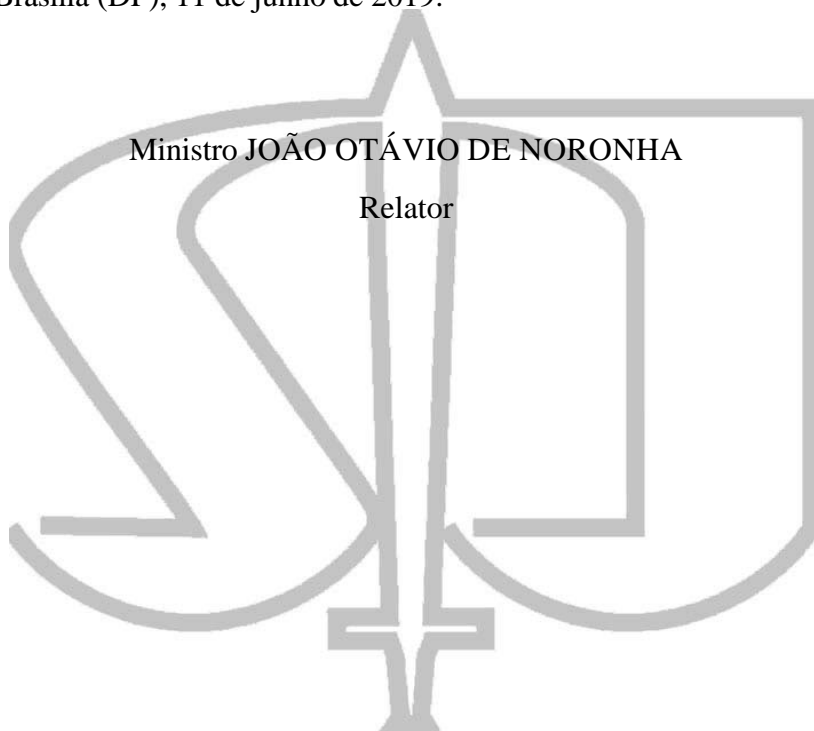 Brasília (DF), 11 de junho de 2019.
Ministro JOÃO OTÁVIO DE NORONHA
Relator